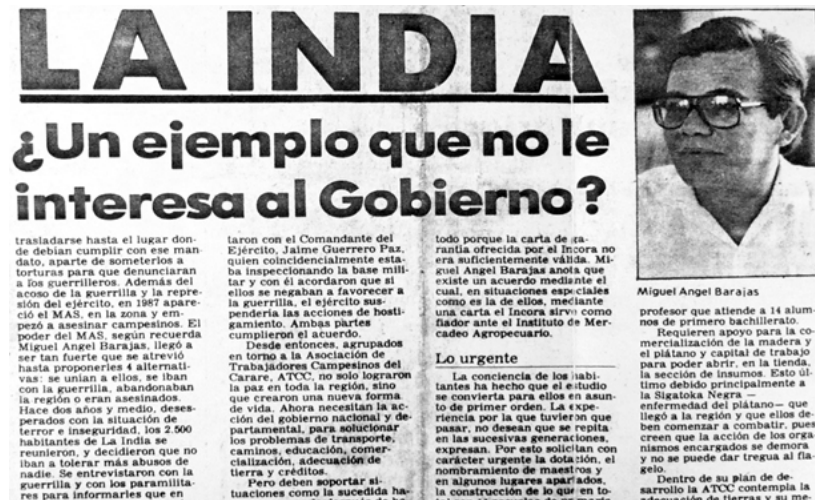 LA INDIA
¿Un ejemplo que no le
interesa al Gobierno?
trasladarse hasta el lugar don-
de debían cumplir con ese man-
dato, aparte de someterlos a
torturas para que denunciaran
a los guerrilleros. Además del
acoso de la guerrilla y la repre-
sión del ejército, en 1987 apare-
ció el MAS, en la zona y em-
pezó a asesinar campesinos. El
poder del MAS, según recuerda
Miguel Angel Barajas, llegó a
ser tan fuerte que se atrevió
hasta proponerles 4 alternati-
vas: se unían a ellos, se iban
con la guerrilla, abandonaban
la región o eran asesinados.
Hace dos años y medio, deses-
perados con la situación de
terror e inseguridad, los 2.500
habitantes de La India se
reunieron, y decidieron que no
iban a tolerar más abusos de
nadie. Se entrevistaron con la
guerrilla y con los paramilita-
res para informarles que en
taron con el Comandante del
Ejército, Jaime Guerrero Paz,
quien coincidencialmente esta-
ba inspeccionando la base mili-
tar y con él acordaron que si
ellos se negaban a favorecer a
la guerrilla, el ejército sus-
pendería las acciones de hosti-
gamiento. Ambas partes
cumplieron el acuerdo.
Desde entonces, agrupados
en torno a la Asociación de
Trabajadores Campesinos del
Carare, ATCC, no solo lograron
la paz en toda la región, sino
que crearon una nueva forma
de vida. Ahora necesitan la ac-
ción del gobierno nacional y de-
partamental, para solucionar
los problemas de transporte,
caminos, educación, comer-
cialización, adecuación de
tierra y créditos.
Pero deben soportar si-
tuaciones como la sucedida ha-
todo porque la carta de ga-
rantía ofrecida por el Incora no
era suficientemente válida. Mi-
guel Angel Barajas anota que
existe un acuerdo mediante el
cual, en situaciones especiales
como es la de ellos, mediante
una carta el Incora sirve como
fiador ante el Instituto de Mer-
cadeo Agropecuario.
Lo urgente
La conciencia de los habi-
tantes ha hecho que el estudio
se convierta para ellos en asun-
to de primer orden. La expe-
riencia por la que tuvieron que
pasar, no desean que se repita
en las sucesivas generaciones,
expresan. Por esto solicitan con
carácter urgente la dotación, el
nombramiento de maestros y
en algunos lugares apartados,
la construcción de lo que en to-
Miguel Angel Barajas
profesor que atiende a 14 alum-
nos de primero bachillerato.
Requieren apoyo para la co-
mercialización de la madera y
el plátano y capital de trabajo
para poder abrir, en la tienda,
la sección de insumos. Esto úl-
timo debido principalmente a
la Sigatoka Negra —
enfermedad del plátano— que
llegó a la región y que ellos de-
ben comenzar a combatir, pues
creen que la acción de los orga-
nismos encargados se demora
y no se puede dar tregua al fla-
gelo.
Dentro de su plan de de-
sarrollo la ATCC contempla la
adecuación de tierras y su me-